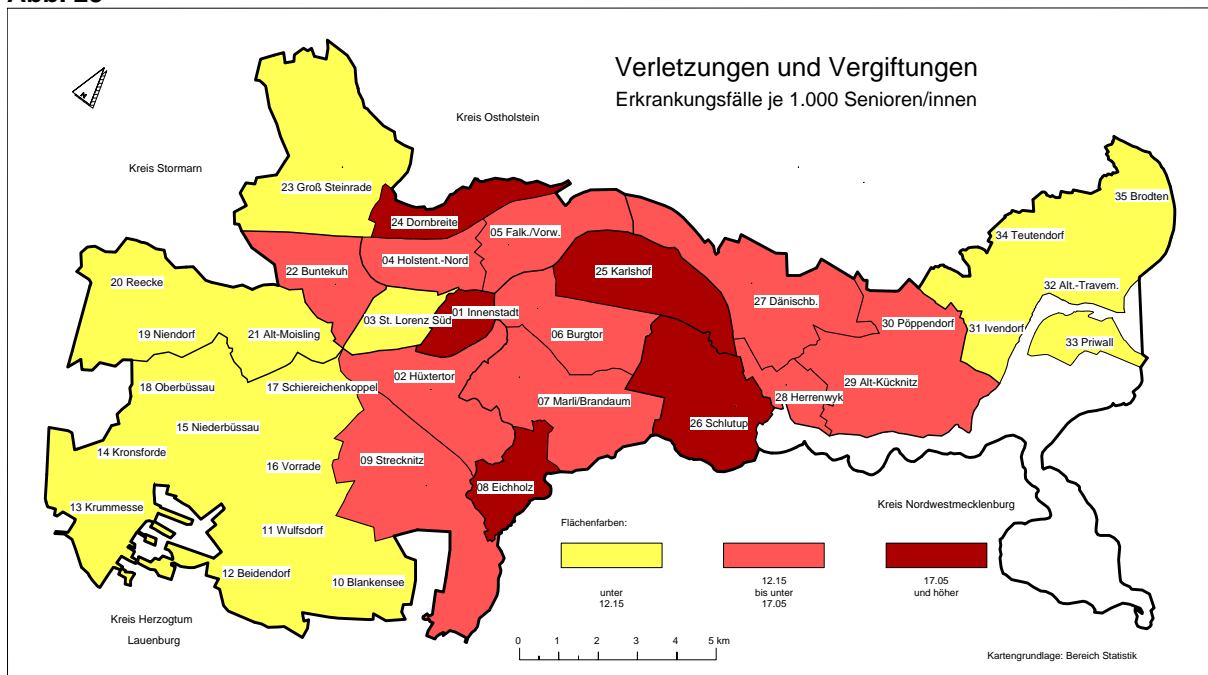 Verletzungen und Vergiftungen
Erkrankungsfälle je 1.000 Senioren/innen
N
Kreis Ostholstein
Kreis Stormarn
23 Groß Steinrade
35 Brodten
24 Dornbreite
05 Falk./Vorw.
34 Teutendorf
04 Holstent.-Nord
22 Buntekuh
25 Karlshof
20 Reecke
32 Alt.-Travem.
27 Dänischb.
01 Innenstadt
03 St. Lorenz Süd
30 Pöppendorf
19 Niendorf
21 Alt-Moisling
06 Burgtor
31 Ivendorf
33 Priwall
02 Hüxtertor
18 Oberbüssau
17 Schiereichenkoppel
29 Alt-Kücknitz
28 Herrenwyk
07 Marli/Brandaum
15 Niederbüssau
26 Schlutup
14 Kronsforde
16 Vorrade
09 Strecknitz
08 Eichholz
13 Krummesse
Kreis Nordwestmecklenburg
11 Wulfsdorf
Flächenfarben:
12 Beidendorf
10 Blankensee
unter
12.15
12.15
bis unter
17.05
17.05
und höher
Kreis Herzogtum
Lauenburg
0 1 2 3 4 5 km
Kartengrundlage: Bereich Statistik